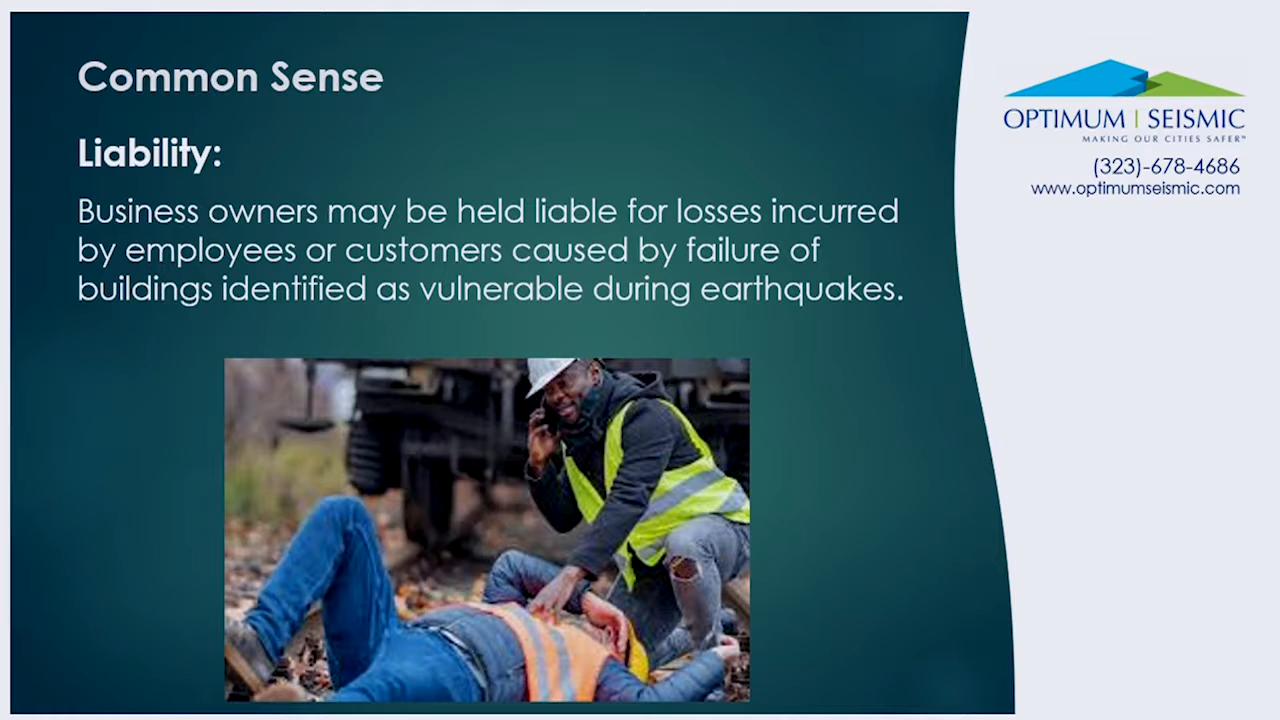 Common Sense
Liability:
Business owners may be held liable for losses incurred
by employees or customers caused by failure of
buildings identified as vulnerable during earthquakes.
OPTIMUM | SEISMIC
MAKING OUR CITIES SAFER™
(323)-678-4686
www.optimumseismic.com